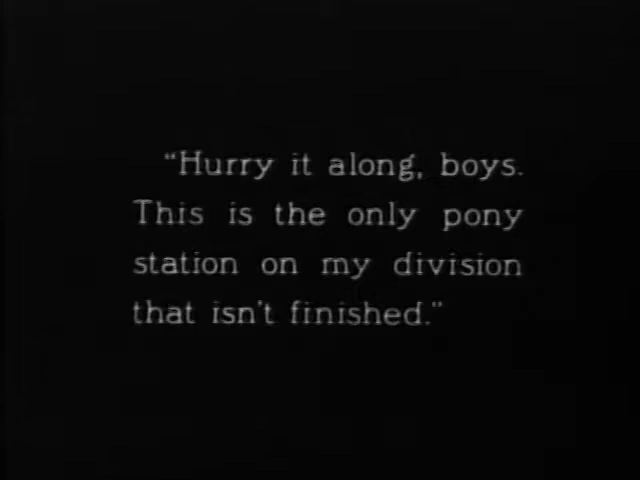 "Hurry it along, boys.
This is the only pony
station on my division
that isn't finished."